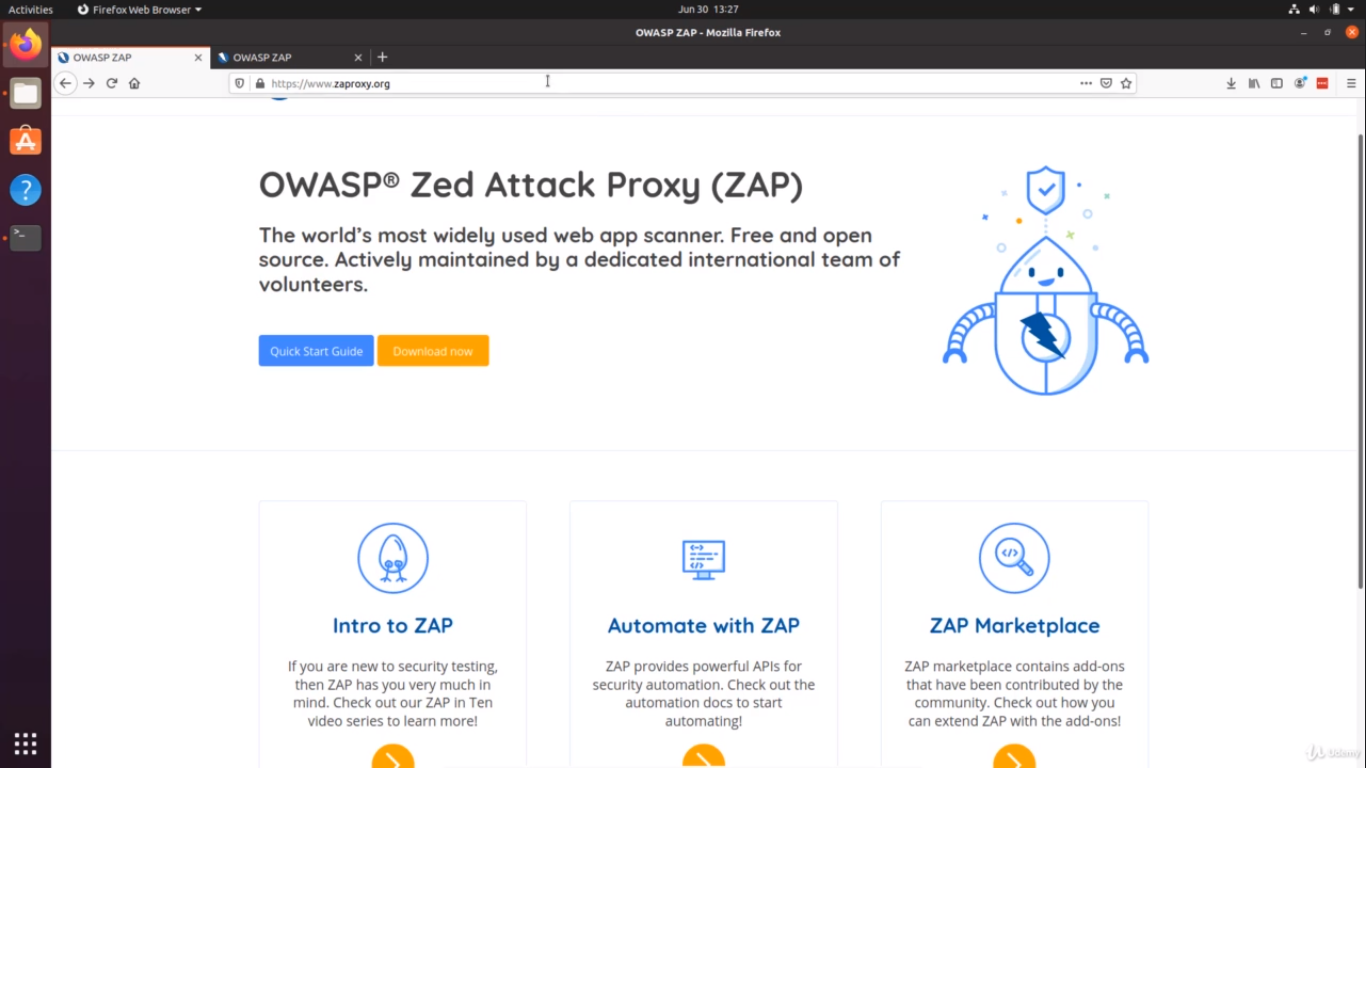 Activities
Firefox Web Browser
Jun 30 13:27
OWASP ZAP - Mozilla Firefox
OWASP ZAP
OWASP ZAP
https://www.zaproxy.org
OWASP® Zed Attack Proxy (ZAP)
The world's most widely used web app scanner. Free and open
source. Actively maintained by a dedicated international team of
volunteers.
Quick Start Guide
Download now
Intro to ZAP
If you are new to security testing,
then ZAP has you very much in
mind. Check out our ZAP in Ten
video series to learn more!
Automate with ZAP
ZAP provides powerful APIs for
security automation. Check out the
automation docs to start
automating!
ZAP Marketplace
ZAP marketplace contains add-ons
that have been contributed by the
community. Check out how you
can extend ZAP with the add-ons!
Udemy